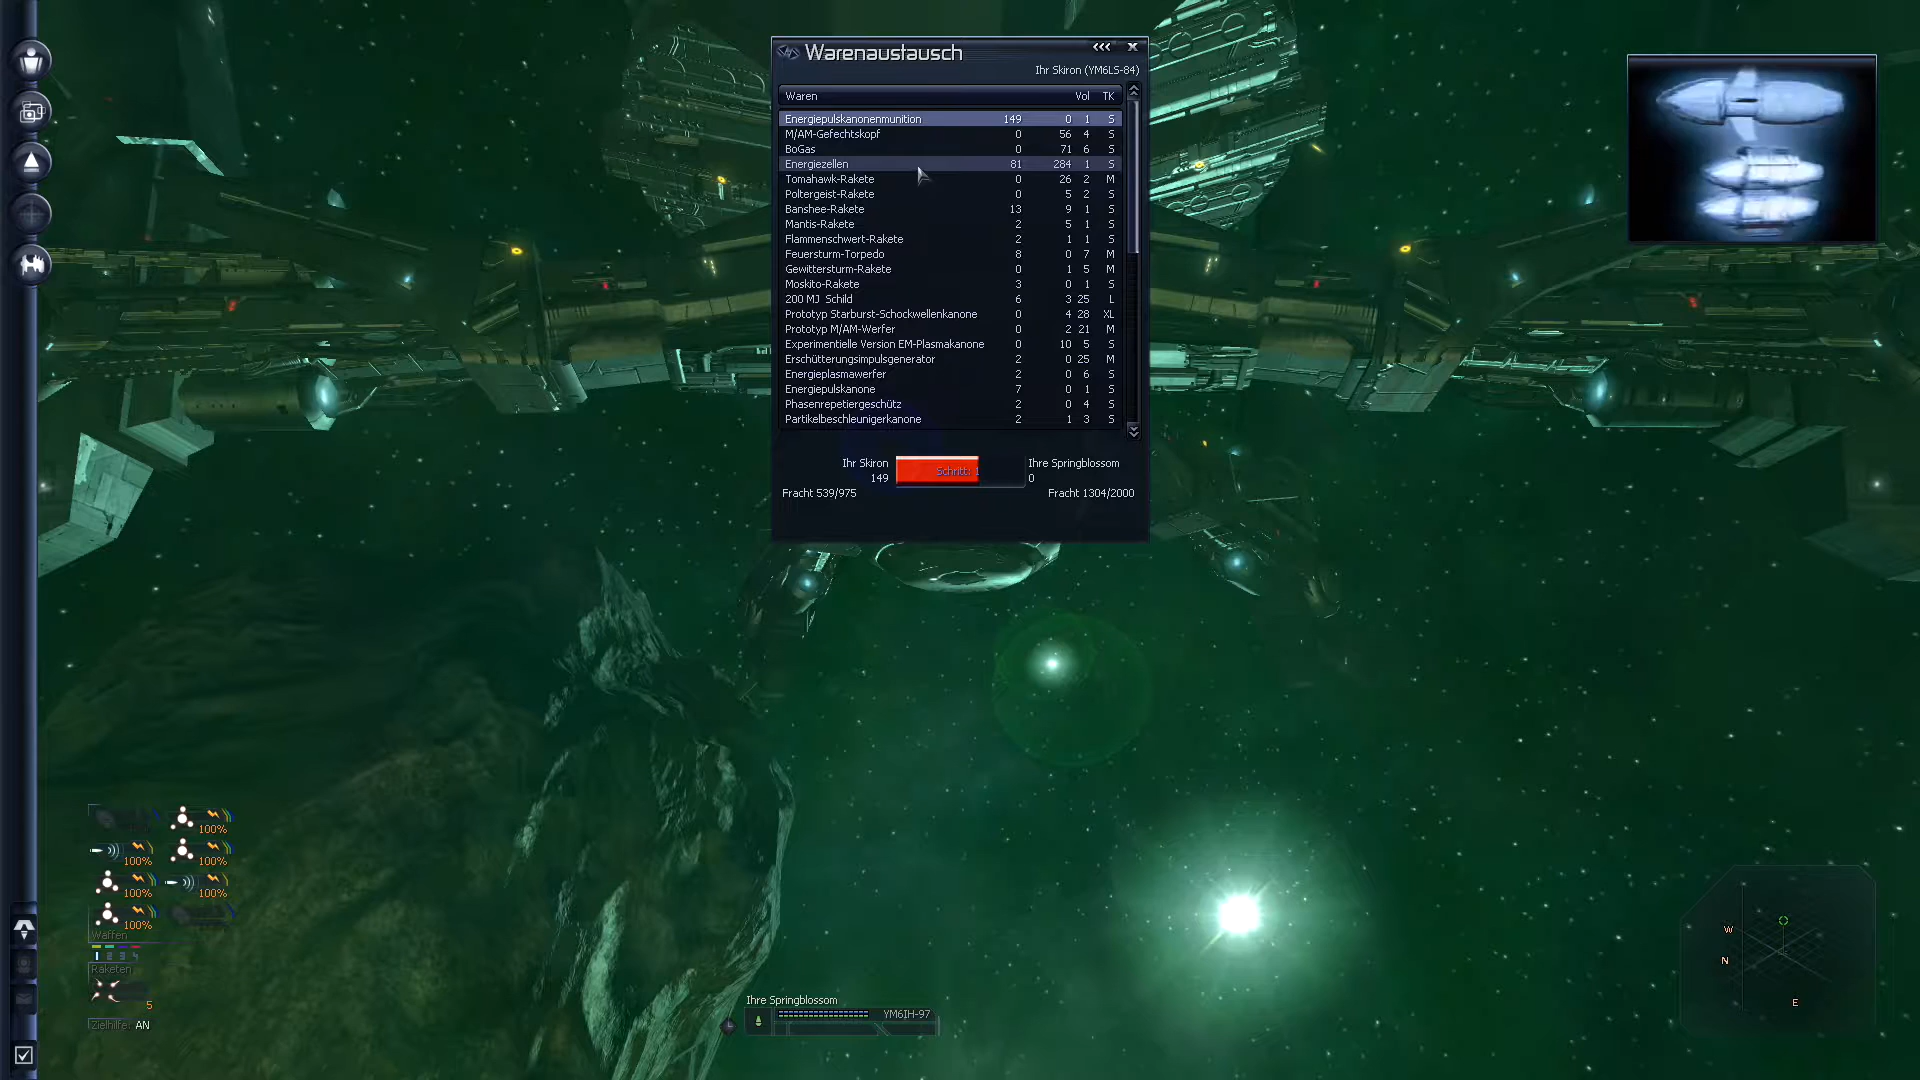 Warenaustausch
Ihr Skiron (YM6LS-84)
Waren Vol TK
Energiepulskanonenmunition 149 0 1 S
M/AM-Gefechtskopf 0 56 4 S
BoGas 0 71 6 S
Energiezellen 81 284 1 S
Tomahawk-Rakete 0 26 2 M
Poltergeist-Rakete 0 5 2 S
Banshee-Rakete 13 9 1 S
Mantis-Rakete 2 5 1 S
Flammenschwert-Rakete 2 1 1 S
Feuersturm-Torpedo 8 0 7 M
Gewittersturm-Rakete 0 1 5 M
Moskito-Rakete 3 0 1 S
200 MJ Schild 6 3 25 L
Prototyp Starburst-Schockwellenkanone 0 4 28 XL
Prototyp M/AM-Werfer 0 2 21 M
Experimentielle Version EM-Plasmakanone 0 10 5 S
Erschütterungsimpulsgenerator 2 0 25 M
Energieplasmawerfer 2 0 6 S
Energiepulskanone 7 0 1 S
Phasenrepetiergeschütz 2 0 4 S
Partikelbeschleunigerkanone 2 1 3 S
Ihr Skiron Schritt: 1 Ihre Springblossom
149 0
Fracht 539/975 Fracht 1304/2000
100%
100% 100%
100% 100%
100%
Waffen
1 2 3 4
Raketen
5
Zielhilfe: AN
Ihre Springblossom
YM6IH-97
W
N
E